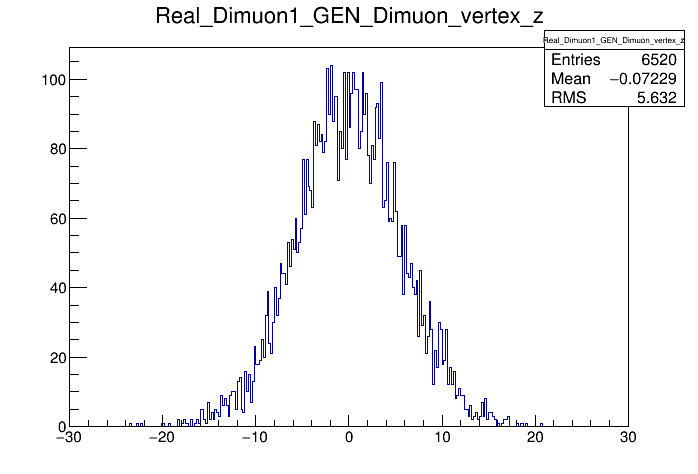 Real_Dimuon1_GEN_Dimuon_vertex_z
Real_Dimuon1_GEN_Dimuon_vertex_z
Entries 6520
Mean −0.07229
RMS 5.632
100
80
60
40
20
0
−30 −20 −10 0 10 20 30